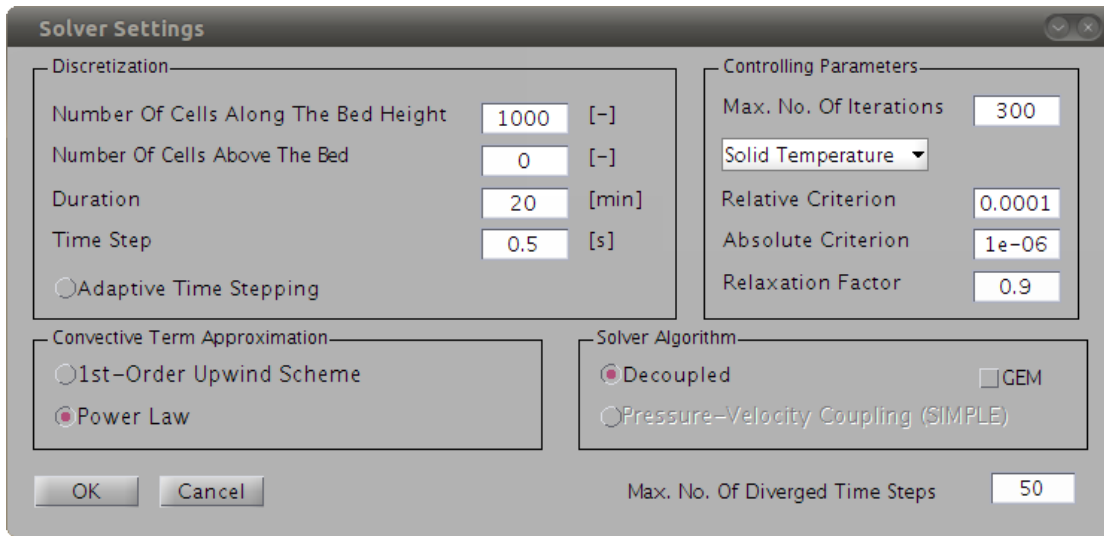 Solver Settings
Discretization
Number Of Cells Along The Bed Height 1000 [-]
Number Of Cells Above The Bed 0 [-]
Duration 20 [min]
Time Step 0.5 [s]
Adaptive Time Stepping
Controlling Parameters
Max. No. Of Iterations 300
Solid Temperature
Relative Criterion 0.0001
Absolute Criterion 1e-06
Relaxation Factor 0.9
Convective Term Approximation
1st-Order Upwind Scheme
Power Law
Solver Algorithm
Decoupled GEM
Pressure-Velocity Coupling (SIMPLE)
OK Cancel
Max. No. Of Diverged Time Steps 50